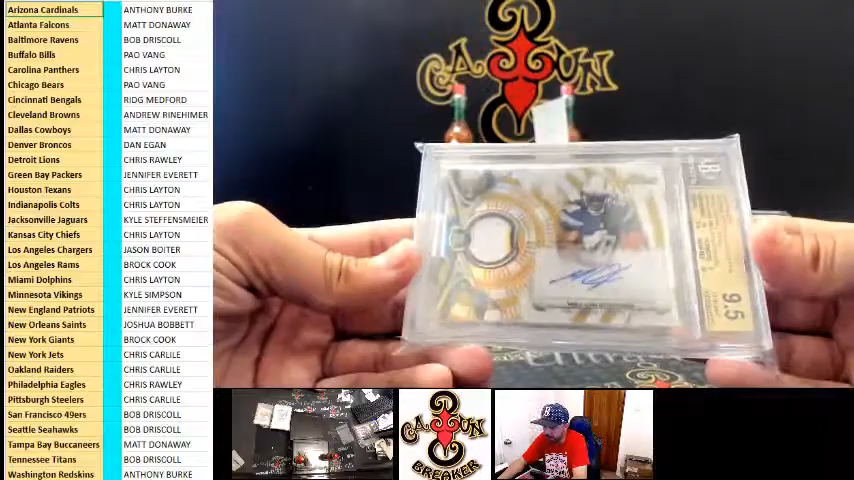 Arizona Cardinals ANTHONY BURKE
Atlanta Falcons MATT DONAWAY
Baltimore Ravens BOB DRISCOLL
Buffalo Bills PAO VANG
Carolina Panthers CHRIS LAYTON
Chicago Bears PAO VANG
Cincinnati Bengals RIDG MEDFORD
Cleveland Browns ANDREW RINEHIMER
Dallas Cowboys MATT DONAWAY
Denver Broncos DAN EGAN
Detroit Lions CHRIS RAWLEY
Green Bay Packers JENNIFER EVERETT
Houston Texans CHRIS LAYTON
Indianapolis Colts CHRIS LAYTON
Jacksonville Jaguars KYLE STEFFENSMEIER
Kansas City Chiefs CHRIS LAYTON
Los Angeles Chargers JASON BOITER
Los Angeles Rams BROCK COOK
Miami Dolphins CHRIS LAYTON
Minnesota Vikings KYLE SIMPSON
New England Patriots JENNIFER EVERETT
New Orleans Saints JOSHUA BOBBETT
New York Giants BROCK COOK
New York Jets CHRIS CARLILE
Oakland Raiders CHRIS CARLILE
Philadelphia Eagles CHRIS RAWLEY
Pittsburgh Steelers CHRIS CARLILE
San Francisco 49ers BOB DRISCOLL
Seattle Seahawks BOB DRISCOLL
Tampa Bay Buccaneers MATT DONAWAY
Tennessee Titans BOB DRISCOLL
Washington Redskins ANTHONY BURKE
CAJUN
9.5
CAJUN
BREAKER